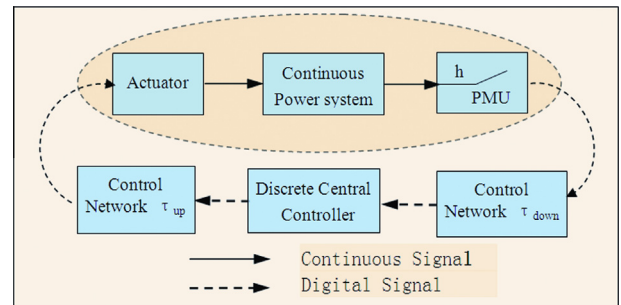 Actuator
Continuous
Power system
h
PMU
Control
Network τ up
Discrete Central
Controller
Control
Network τ down
Continuous Signal
Digital Signal